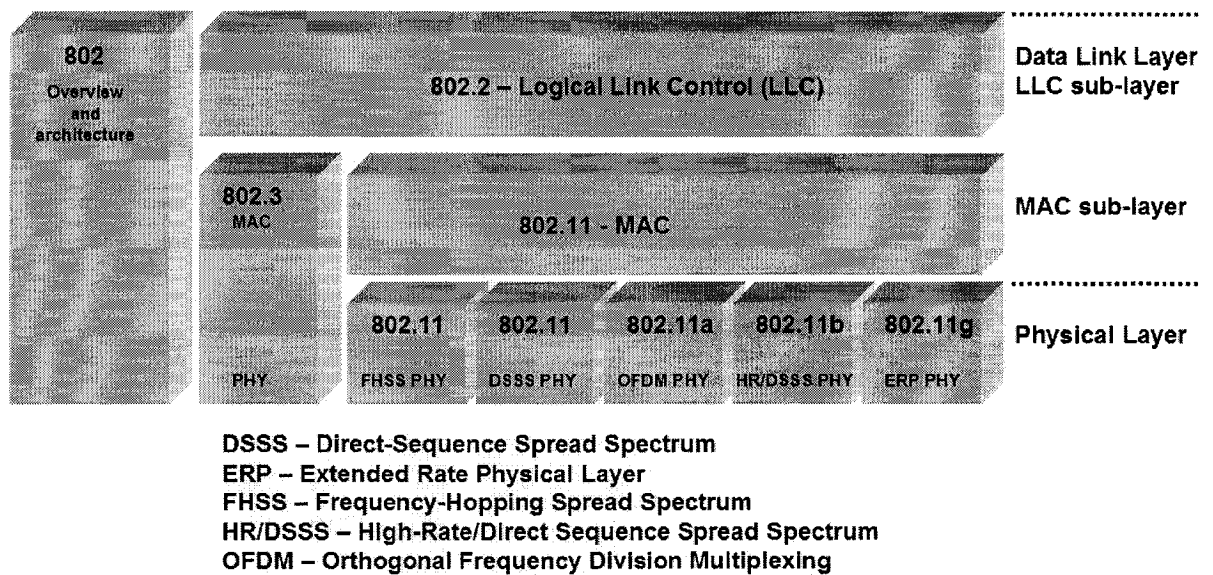 802
Overview
and
architecture
802.2 – Logical Link Control (LLC)
Data Link Layer
LLC sub-layer
802.3
MAC
802.11 - MAC
MAC sub-layer
802.11
802.11
802.11a
802.11b
802.11g
Physical Layer
PHY
FHSS PHY
DSSS PHY
OFDM PHY
HR/DSSS PHY
ERP PHY
DSSS – Direct-Sequence Spread Spectrum
ERP – Extended Rate Physical Layer
FHSS – Frequency-Hopping Spread Spectrum
HR/DSSS – High-Rate/Direct Sequence Spread Spectrum
OFDM – Orthogonal Frequency Division Multiplexing